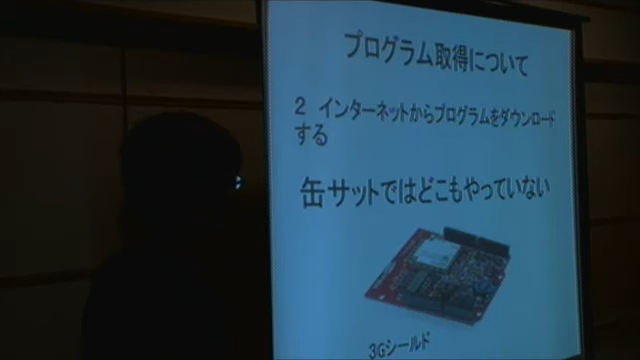 プログラム取得について
2 インターネットからプログラムをダウンロード
する
缶サットではどこもやっていない
3Gシールド